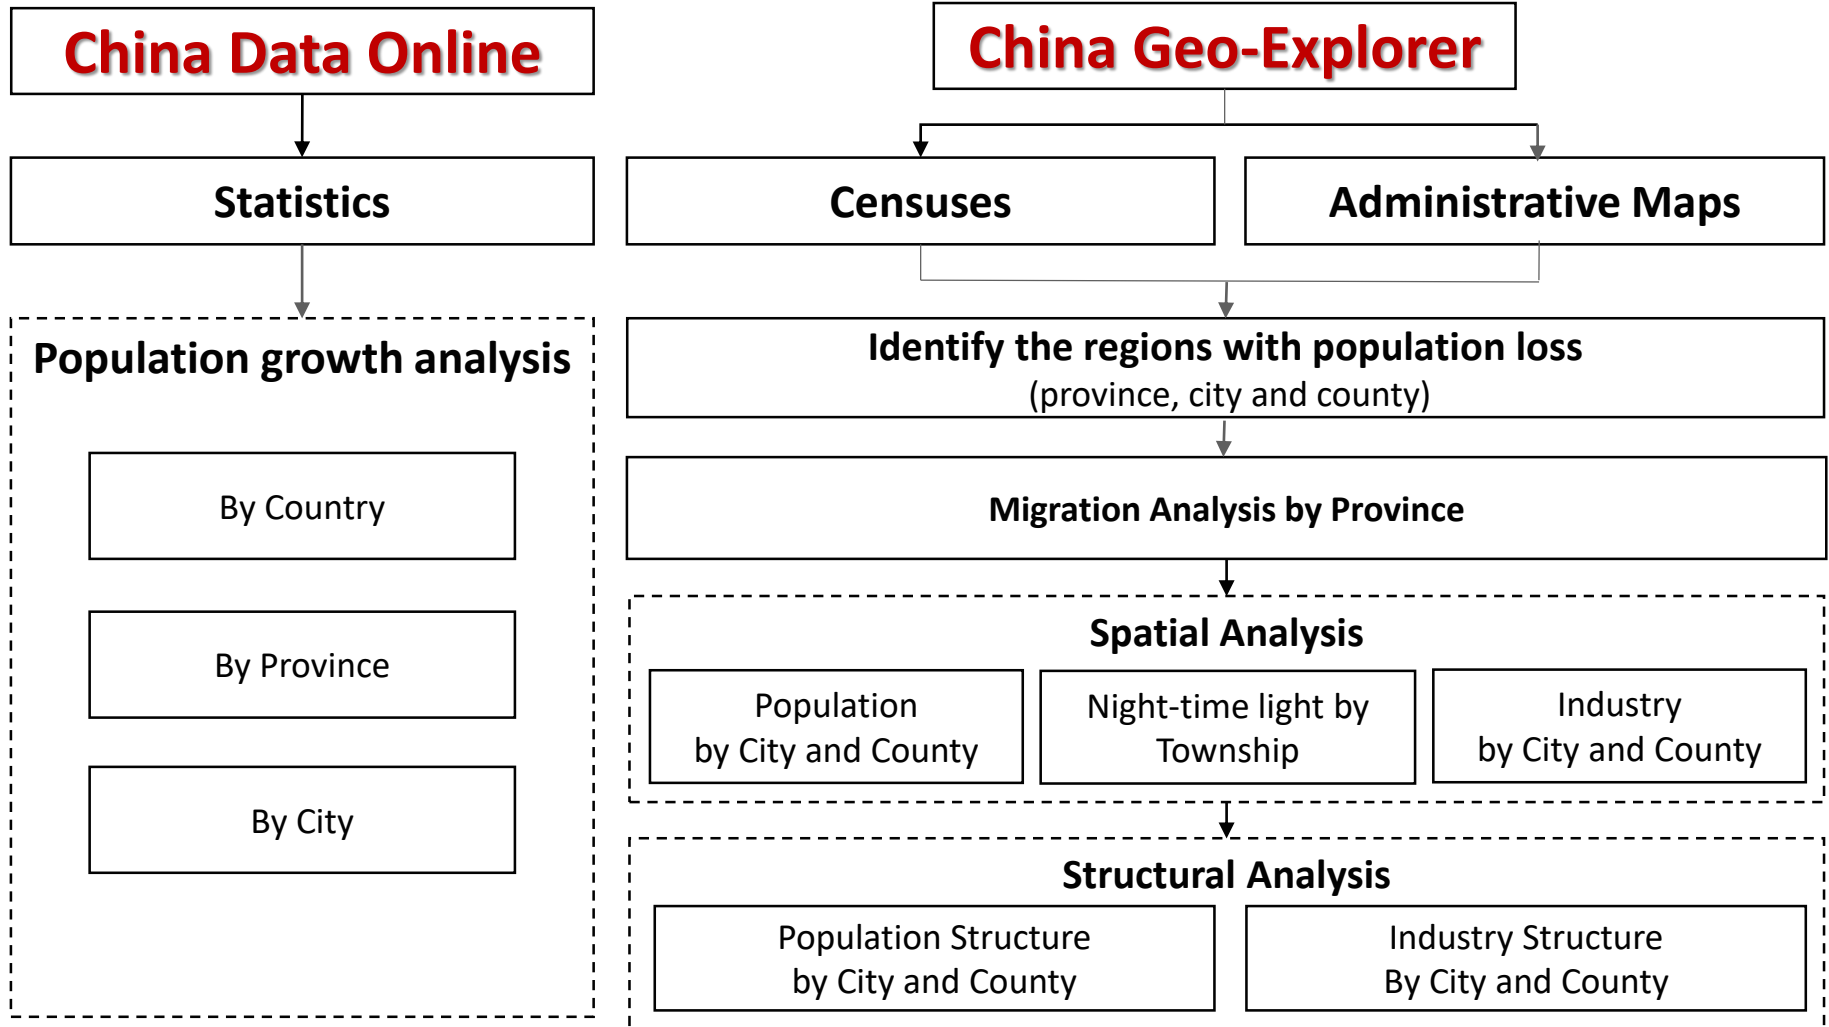 China Data Online
Statistics
Population growth analysis
By Country
By Province
By City
China Geo-Explorer
Censuses
Administrative Maps
Identify the regions with population loss
(province, city and county)
Migration Analysis by Province
Spatial Analysis
Population
by City and County
Night-time light by
Township
Industry
by City and County
Structural Analysis
Population Structure
by City and County
Industry Structure
By City and County